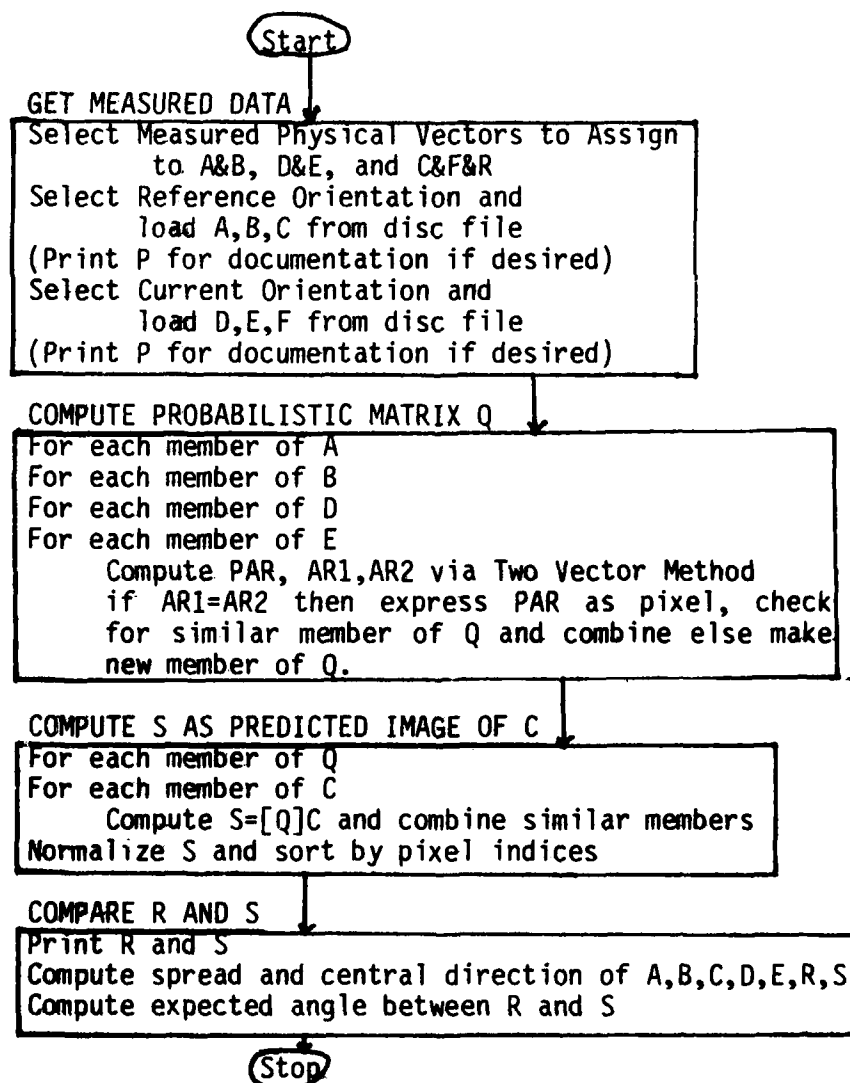 Start
GET MEASURED DATA
Select Measured Physical Vectors to Assign
to A&B, D&E, and C&F&R
Select Reference Orientation and
load A,B,C from disc file
(Print P for documentation if desired)
Select Current Orientation and
load D,E,F from disc file
(Print P for documentation if desired)
COMPUTE PROBABILISTIC MATRIX Q
For each member of A
For each member of B
For each member of D
For each member of E
Compute PAR, AR1,AR2 via Two Vector Method
if AR1=AR2 then express PAR as pixel, check
for similar member of Q and combine else make
new member of Q.
COMPUTE S AS PREDICTED IMAGE OF C
For each member of Q
For each member of C
Compute S=[Q]C and combine similar members
Normalize S and sort by pixel indices
COMPARE R AND S
Print R and S
Compute spread and central direction of A,B,C,D,E,R,S
Compute expected angle between R and S
Stop